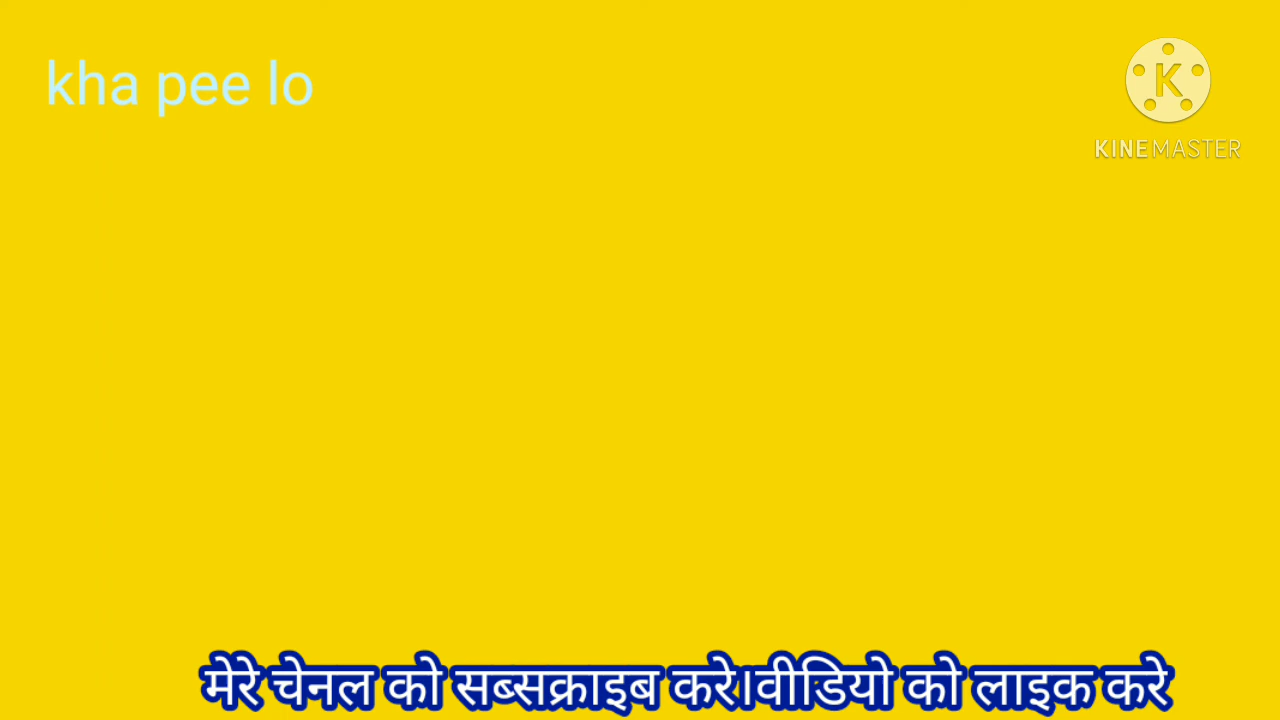 kha pee lo
K
KINEMASTER
मेरे चेनल को सब्सक्राइब करे।वीडियो को लाइक करे